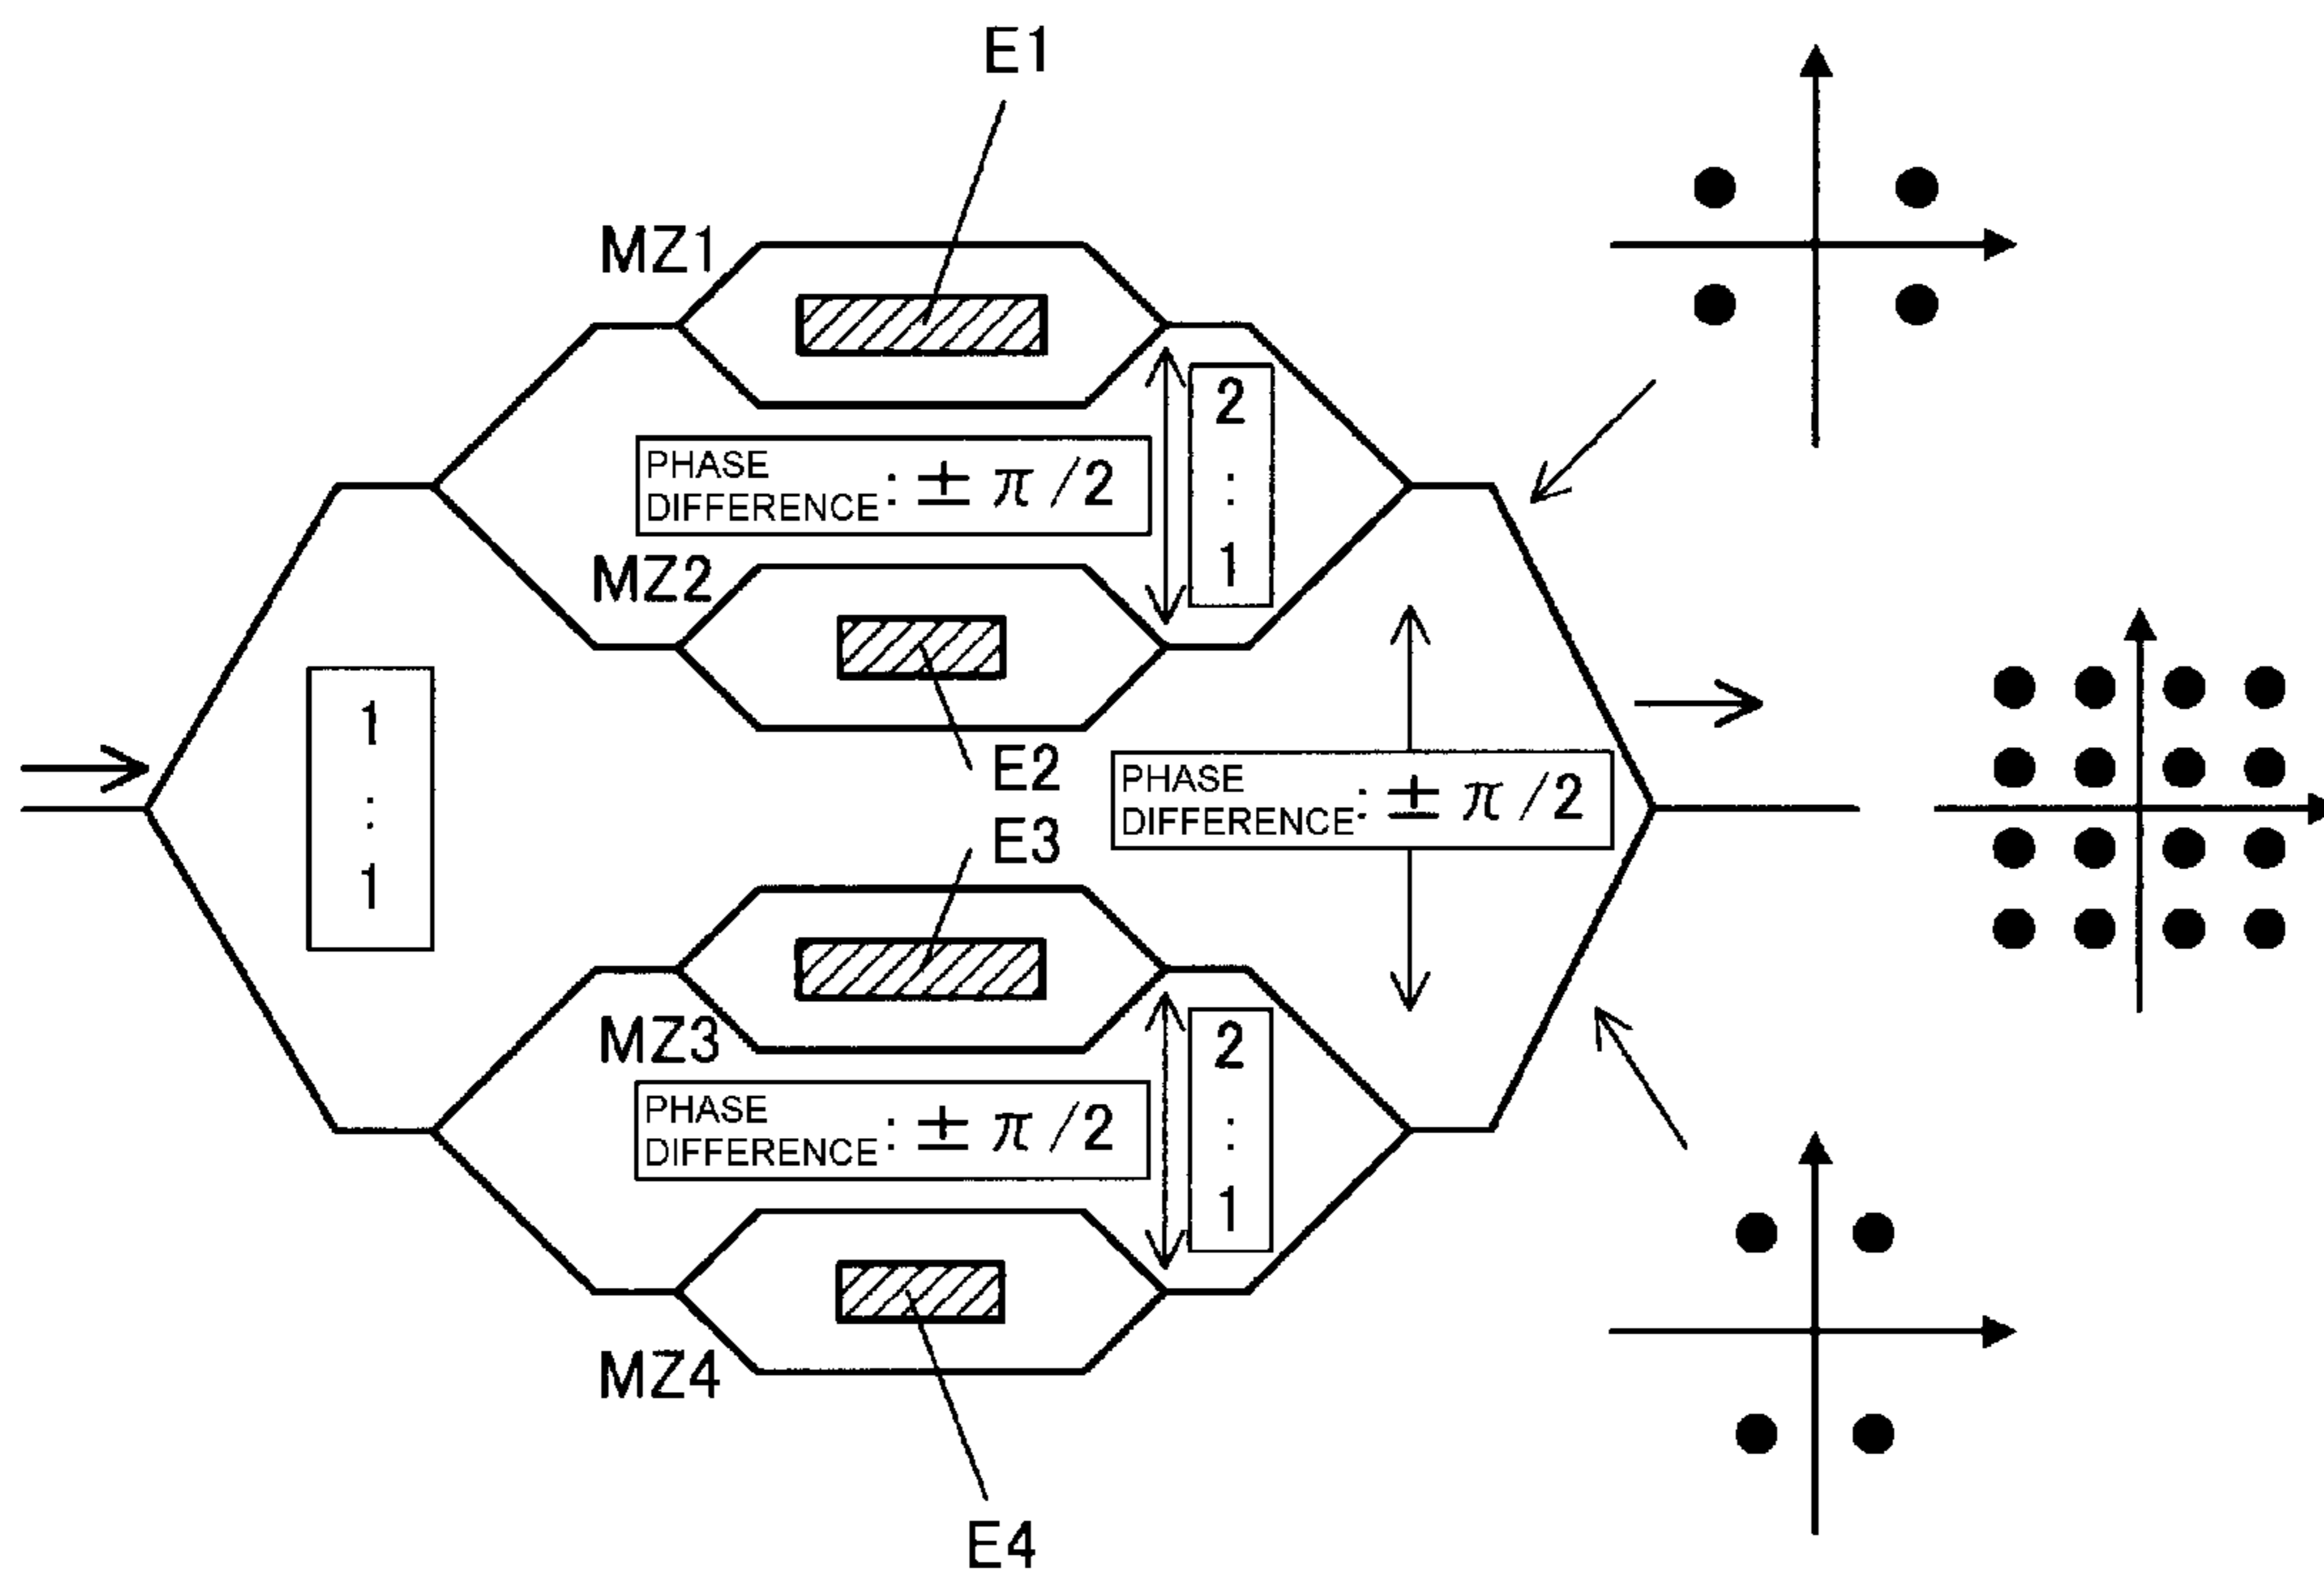 E1
MZ1
2
:
1
PHASE
DIFFERENCE: ± π/2
MZ2
E2
1
:
1
PHASE
DIFFERENCE: ± π/2
E3
MZ3
2
:
1
PHASE
DIFFERENCE: ± π/2
MZ4
E4